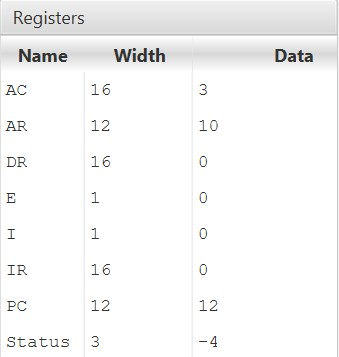 Registers
Name Width Data
AC 16 3
AR 12 10
DR 16 0
E 1 0
I 1 0
IR 16 0
PC 12 12
Status 3 -4